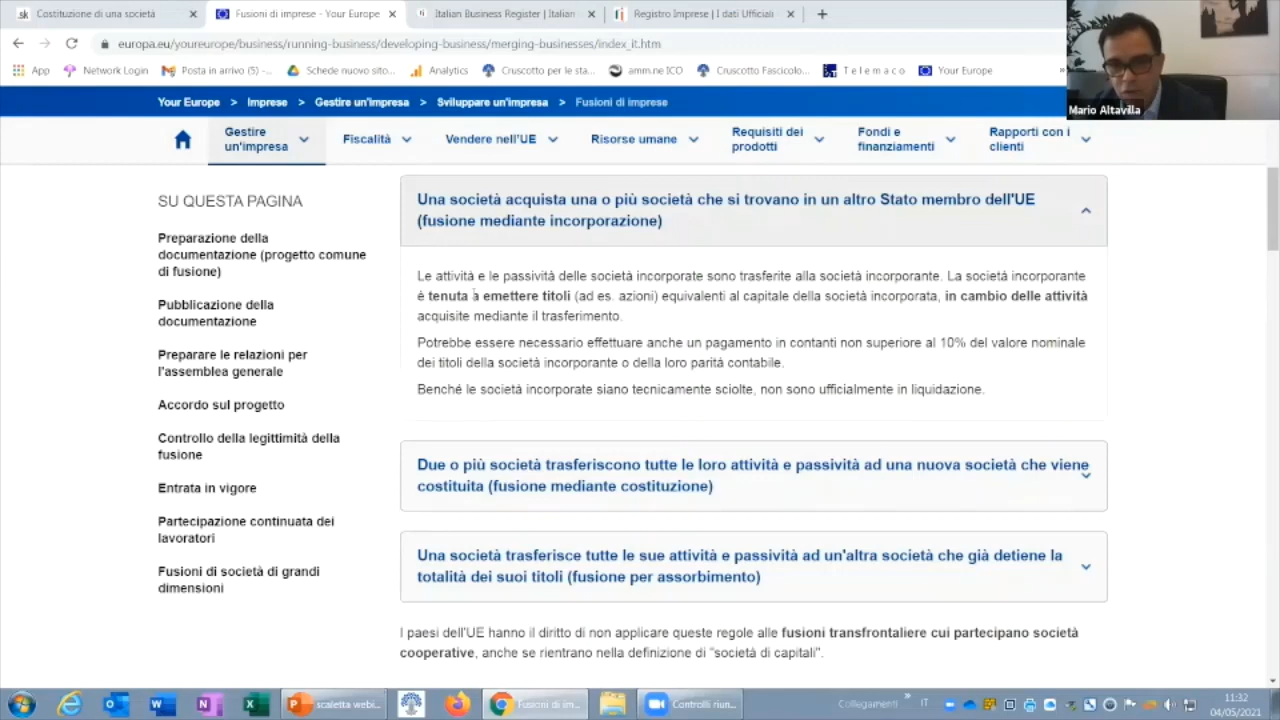 Costituzione di una società
Fusioni di imprese - Your Europe
Italian Business Register | Italian
Registro Imprese | I dati Ufficiali
europa.eu/youreurope/business/running-business/developing-business/merging-businesses/index_it.htm
App
Network Login
Posta in arrivo (5) -...
Schede nuovo sito...
Analytics
Cruscotto per le sta...
amm.ne ICO
Cruscotto Fascicolo...
T e l e m a c o
Your Europe
Mario Altavilla
Your Europe > Imprese > Gestire un'impresa > Sviluppare un'impresa > Fusioni di imprese
Gestire
un'impresa
Fiscalità
Vendere nell'UE
Risorse umane
Requisiti dei
prodotti
Fondi e
finanziamenti
Rapporti con i
clienti
SU QUESTA PAGINA
Preparazione della
documentazione (progetto comune
di fusione)
Pubblicazione della
documentazione
Preparare le relazioni per
l'assemblea generale
Accordo sul progetto
Controllo della legittimità della
fusione
Entrata in vigore
Partecipazione continuata dei
lavoratori
Fusioni di società di grandi
dimensioni
Una società acquista una o più società che si trovano in un altro Stato membro dell'UE
(fusione mediante incorporazione)
Le attività e le passività delle società incorporate sono trasferite alla società incorporante. La società incorporante
è tenuta a emettere titoli (ad es. azioni) equivalenti al capitale della società incorporata, in cambio delle attività
acquisite mediante il trasferimento.
Potrebbe essere necessario effettuare anche un pagamento in contanti non superiore al 10% del valore nominale
dei titoli della società incorporante o della loro parità contabile.
Benché le società incorporate siano tecnicamente sciolte, non sono ufficialmente in liquidazione.
Due o più società trasferiscono tutte le loro attività e passività ad una nuova società che viene
costituita (fusione mediante costituzione)
Una società trasferisce tutte le sue attività e passività ad un'altra società che già detiene la
totalità dei suoi titoli (fusione per assorbimento)
I paesi dell'UE hanno il diritto di non applicare queste regole alle fusioni transfrontaliere cui partecipano società
cooperative, anche se rientrano nella definizione di "società di capitali".
scaletta webi...
Fusioni di im...
Controlli riun...
Collegamenti
IT
11:32
04/05/2021